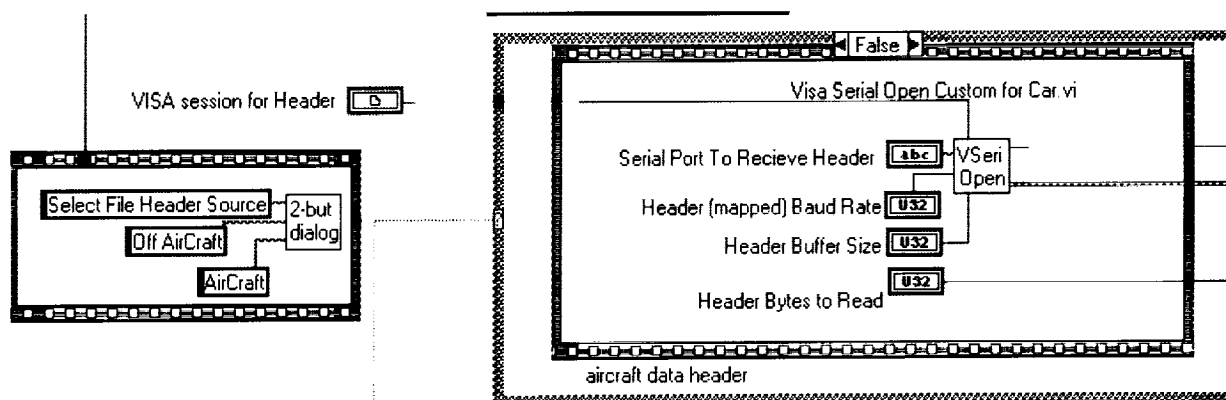 False
VISA session for Header
Visa Serial Open Custom for Car.vi
Serial Port To Recieve Header abc
VSeri
Open
Select File Header Source
2-but
dialog
Header (mapped) Baud Rate U32
Off AirCraft
Header Buffer Size U32
AirCraft
Header Bytes to Read U32
aircraft data header